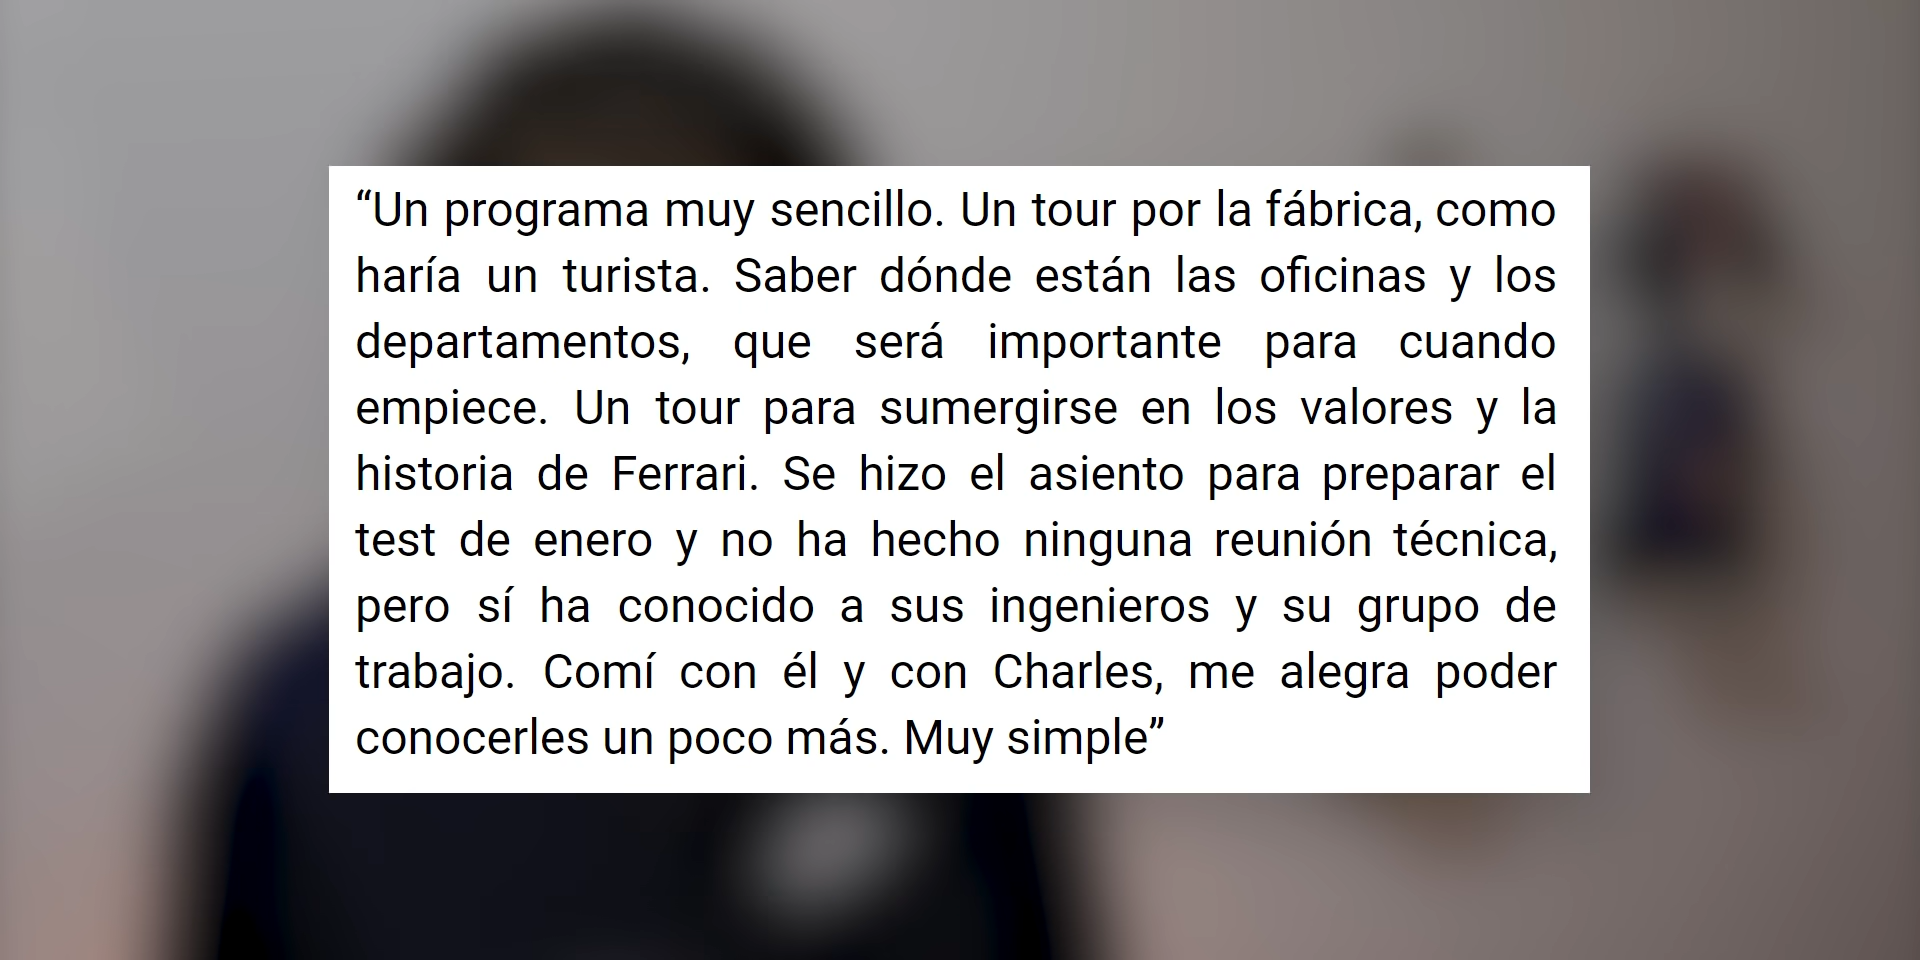 “Un programa muy sencillo. Un tour por la fábrica, como
haría un turista. Saber dónde están las oficinas y los
departamentos, que será importante para cuando
empiece. Un tour para sumergirse en los valores y la
historia de Ferrari. Se hizo el asiento para preparar el
test de enero y no ha hecho ninguna reunión técnica,
pero sí ha conocido a sus ingenieros y su grupo de
trabajo. Comí con él y con Charles, me alegra poder
conocerles un poco más. Muy simple”